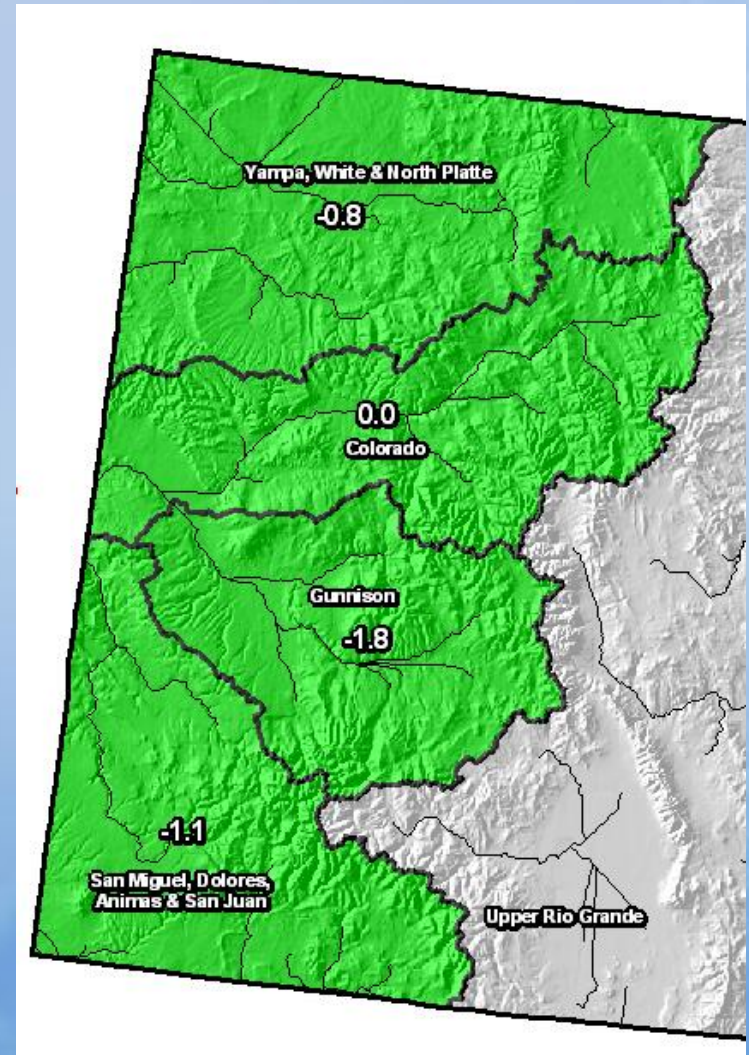 Yampa, White & North Platte
-0.8
0.0
Colorado
Gunnison
-1.8
-1.1
San Miguel, Dolores,
Animas & San Juan
Upper Rio Grande